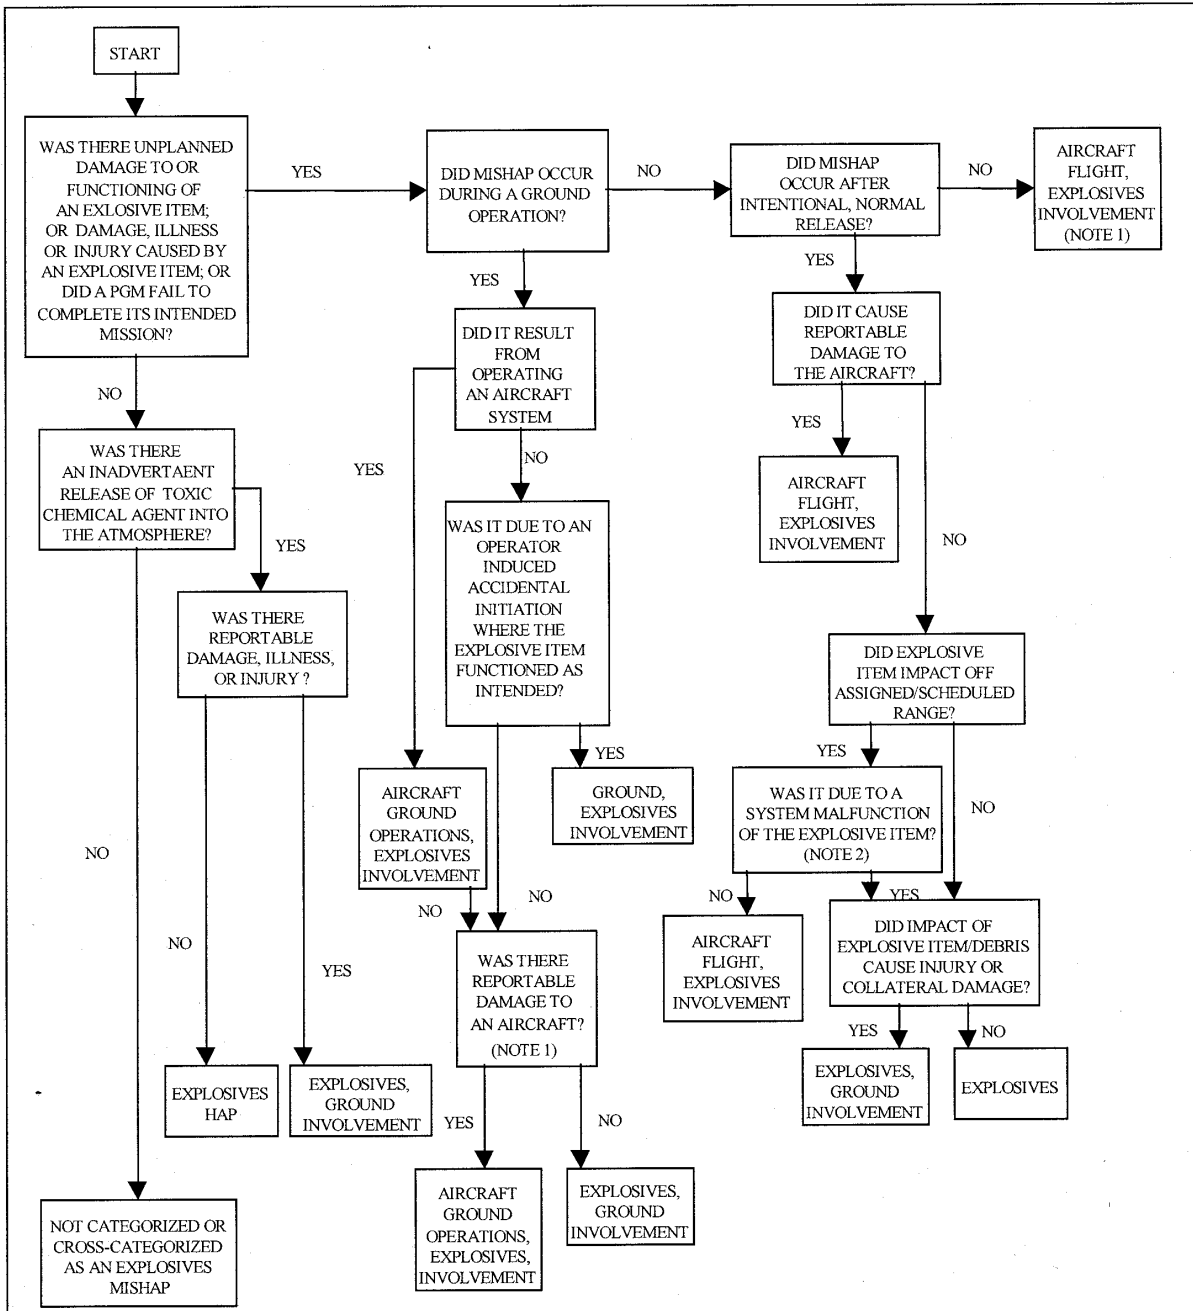 START
WAS THERE UNPLANNED
DAMAGE TO OR
FUNCTIONING OF
AN EXLOSIVE ITEM;
OR DAMAGE, ILLNESS
OR INJURY CAUSED BY
AN EXPLOSIVE ITEM; OR
DID A PGM FAIL TO
COMPLETE ITS INTENDED
MISSION?
YES
DID MISHAP OCCUR
DURING A GROUND
OPERATION?
NO
DID MISHAP
OCCUR AFTER
INTENTIONAL, NORMAL
RELEASE?
NO
AIRCRAFT
FLIGHT,
EXPLOSIVES
INVOLVEMENT
(NOTE 1)
YES
YES
DID IT RESULT
FROM
OPERATING
AN AIRCRAFT
SYSTEM
DID IT CAUSE
REPORTABLE
DAMAGE TO
THE AIRCRAFT?
NO
WAS THERE
AN INADVERTAENT
RELEASE OF TOXIC
CHEMICAL AGENT INTO
THE ATMOSPHERE?
YES
NO
YES
AIRCRAFT
FLIGHT,
EXPLOSIVES
INVOLVEMENT
NO
YES
WAS IT DUE TO AN
OPERATOR
INDUCED
ACCIDENTAL
INITIATION
WHERE THE
EXPLOSIVE ITEM
FUNCTIONED AS
INTENDED?
WAS THERE
REPORTABLE
DAMAGE, ILLNESS,
OR INJURY ?
DID EXPLOSIVE
ITEM IMPACT OFF
ASSIGNED/SCHEDULED
RANGE?
YES
YES
AIRCRAFT
GROUND
OPERATIONS,
EXPLOSIVES
INVOLVEMENT
GROUND,
EXPLOSIVES
INVOLVEMENT
WAS IT DUE TO A
SYSTEM MALFUNCTION
OF THE EXPLOSIVE ITEM?
(NOTE 2)
NO
NO
NO
NO
NO
YES
NO
YES
WAS THERE
REPORTABLE
DAMAGE TO
AN AIRCRAFT?
(NOTE 1)
AIRCRAFT
FLIGHT,
EXPLOSIVES
INVOLVEMENT
DID IMPACT OF
EXPLOSIVE ITEM/DEBRIS
CAUSE INJURY OR
COLLATERAL DAMAGE?
YES
NO
EXPLOSIVES
HAP
EXPLOSIVES,
GROUND
INVOLVEMENT
EXPLOSIVES,
GROUND
INVOLVEMENT
EXPLOSIVES
YES
NO
NOT CATEGORIZED OR
CROSS-CATEGORIZED
AS AN EXPLOSIVES
MISHAP
AIRCRAFT
GROUND
OPERATIONS,
EXPLOSIVES,
INVOLVEMENT
EXPLOSIVES,
GROUND
INVOLVEMENT